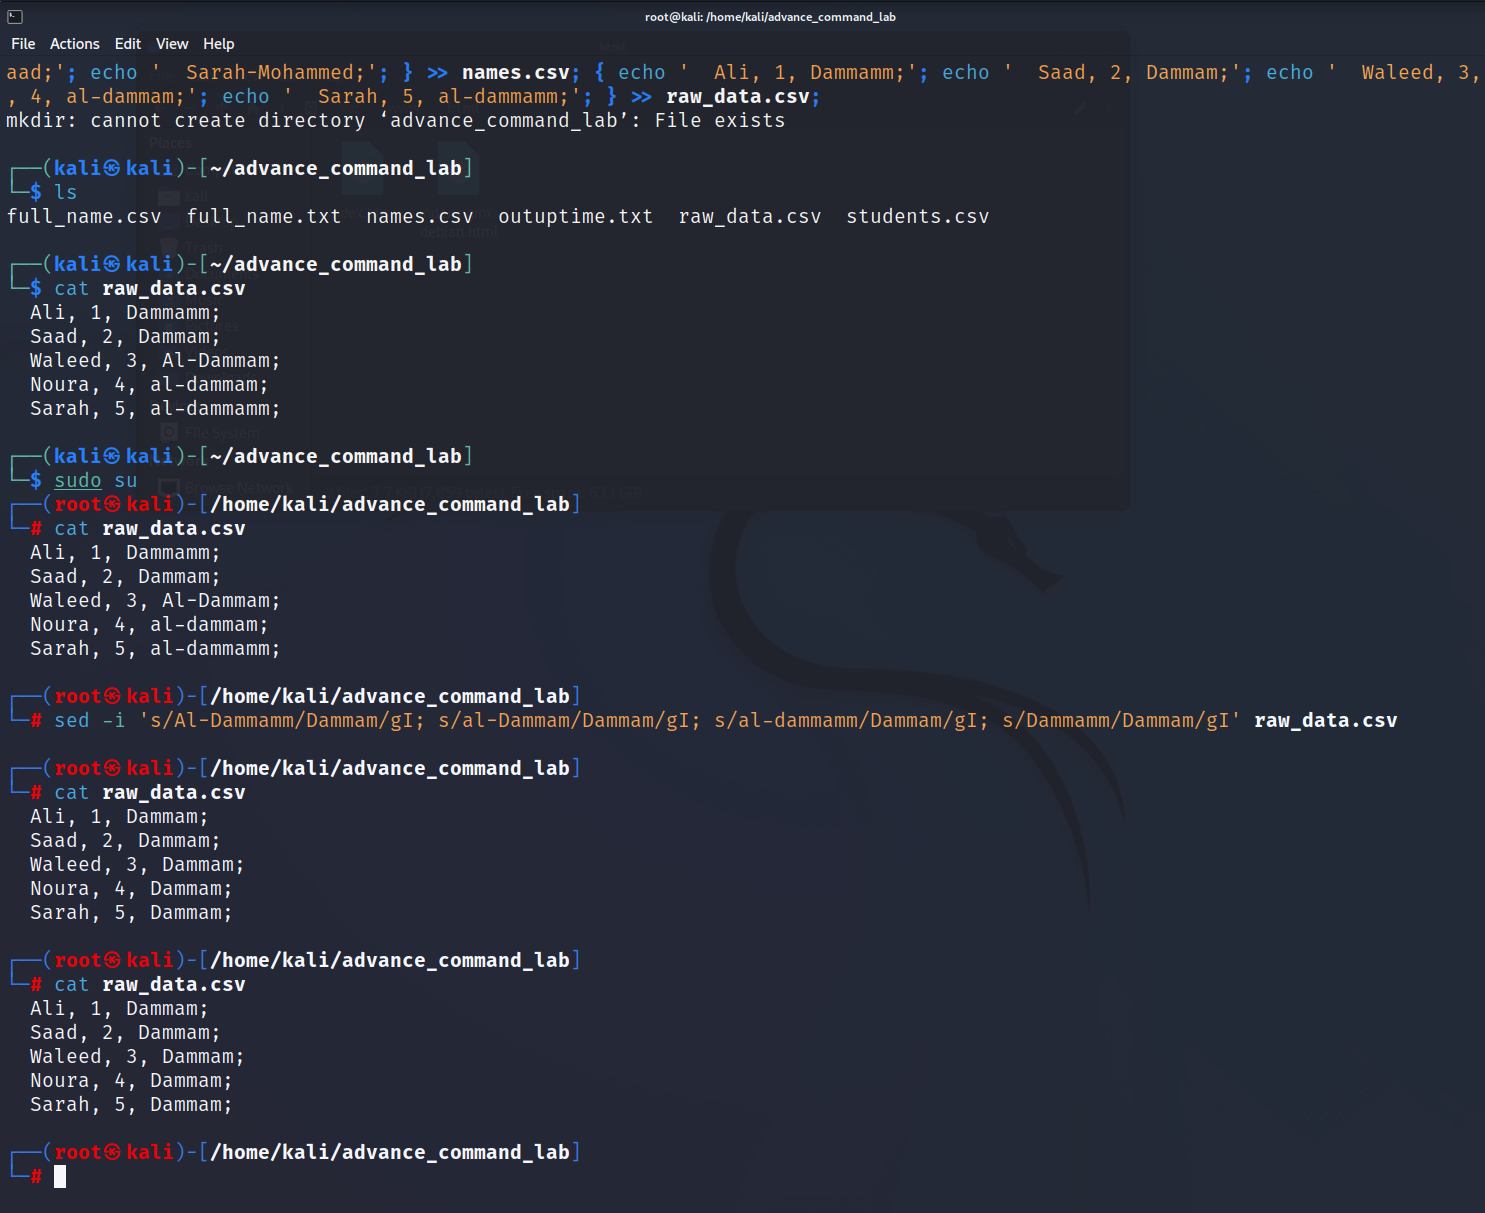 root@kali: /home/kali/advance_command_lab
File Actions Edit View Help
aad;'; echo '  Sarah-Mohammed;'; } >> names.csv; { echo '  Ali, 1, Dammamm;'; echo '  Saad, 2, Dammam;'; echo '  Waleed, 3,
, 4, al-dammam;'; echo '  Sarah, 5, al-dammamm;'; } >> raw_data.csv;
mkdir: cannot create directory ‘advance_command_lab’: File exists
┌──(kali㉿kali)-[~/advance_command_lab]
└─$ ls
full_name.csv  full_name.txt  names.csv  outuptime.txt  raw_data.csv  students.csv
┌──(kali㉿kali)-[~/advance_command_lab]
└─$ cat raw_data.csv
  Ali, 1, Dammamm;
  Saad, 2, Dammam;
  Waleed, 3, Al-Dammam;
  Noura, 4, al-dammam;
  Sarah, 5, al-dammamm;
┌──(kali㉿kali)-[~/advance_command_lab]
└─$ sudo su
┌──(root㉿kali)-[/home/kali/advance_command_lab]
└─# cat raw_data.csv
  Ali, 1, Dammamm;
  Saad, 2, Dammam;
  Waleed, 3, Al-Dammam;
  Noura, 4, al-dammam;
  Sarah, 5, al-dammamm;
┌──(root㉿kali)-[/home/kali/advance_command_lab]
└─# sed -i 's/Al-Dammamm/Dammam/gI; s/al-Dammam/Dammam/gI; s/al-dammamm/Dammam/gI; s/Dammamm/Dammam/gI' raw_data.csv
┌──(root㉿kali)-[/home/kali/advance_command_lab]
└─# cat raw_data.csv
  Ali, 1, Dammam;
  Saad, 2, Dammam;
  Waleed, 3, Dammam;
  Noura, 4, Dammam;
  Sarah, 5, Dammam;
┌──(root㉿kali)-[/home/kali/advance_command_lab]
└─# cat raw_data.csv
  Ali, 1, Dammam;
  Saad, 2, Dammam;
  Waleed, 3, Dammam;
  Noura, 4, Dammam;
  Sarah, 5, Dammam;
┌──(root㉿kali)-[/home/kali/advance_command_lab]
└─#
Places
kali
Trash
debian.html
File System
Browse Network